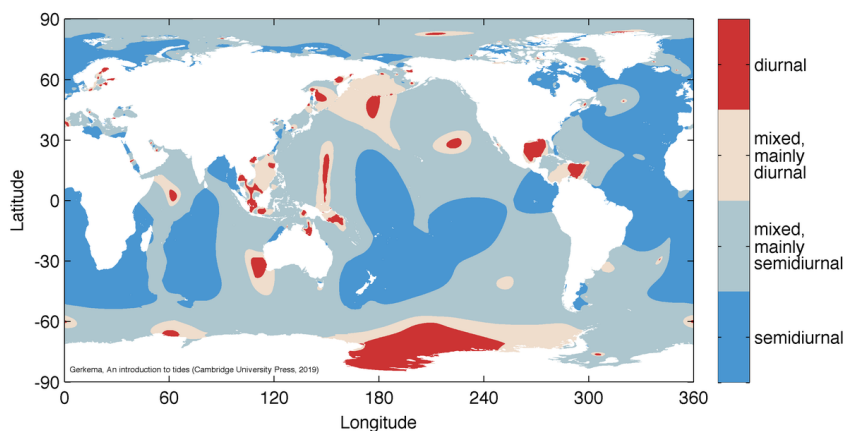 90
60
30
0
-30
-60
-90
Latitude
0
60
120
180
240
300
360
Longitude
Gerkema, An introduction to tides (Cambridge University Press, 2019)
diurnal
mixed,
mainly
diurnal
mixed,
mainly
semidiurnal
semidiurnal